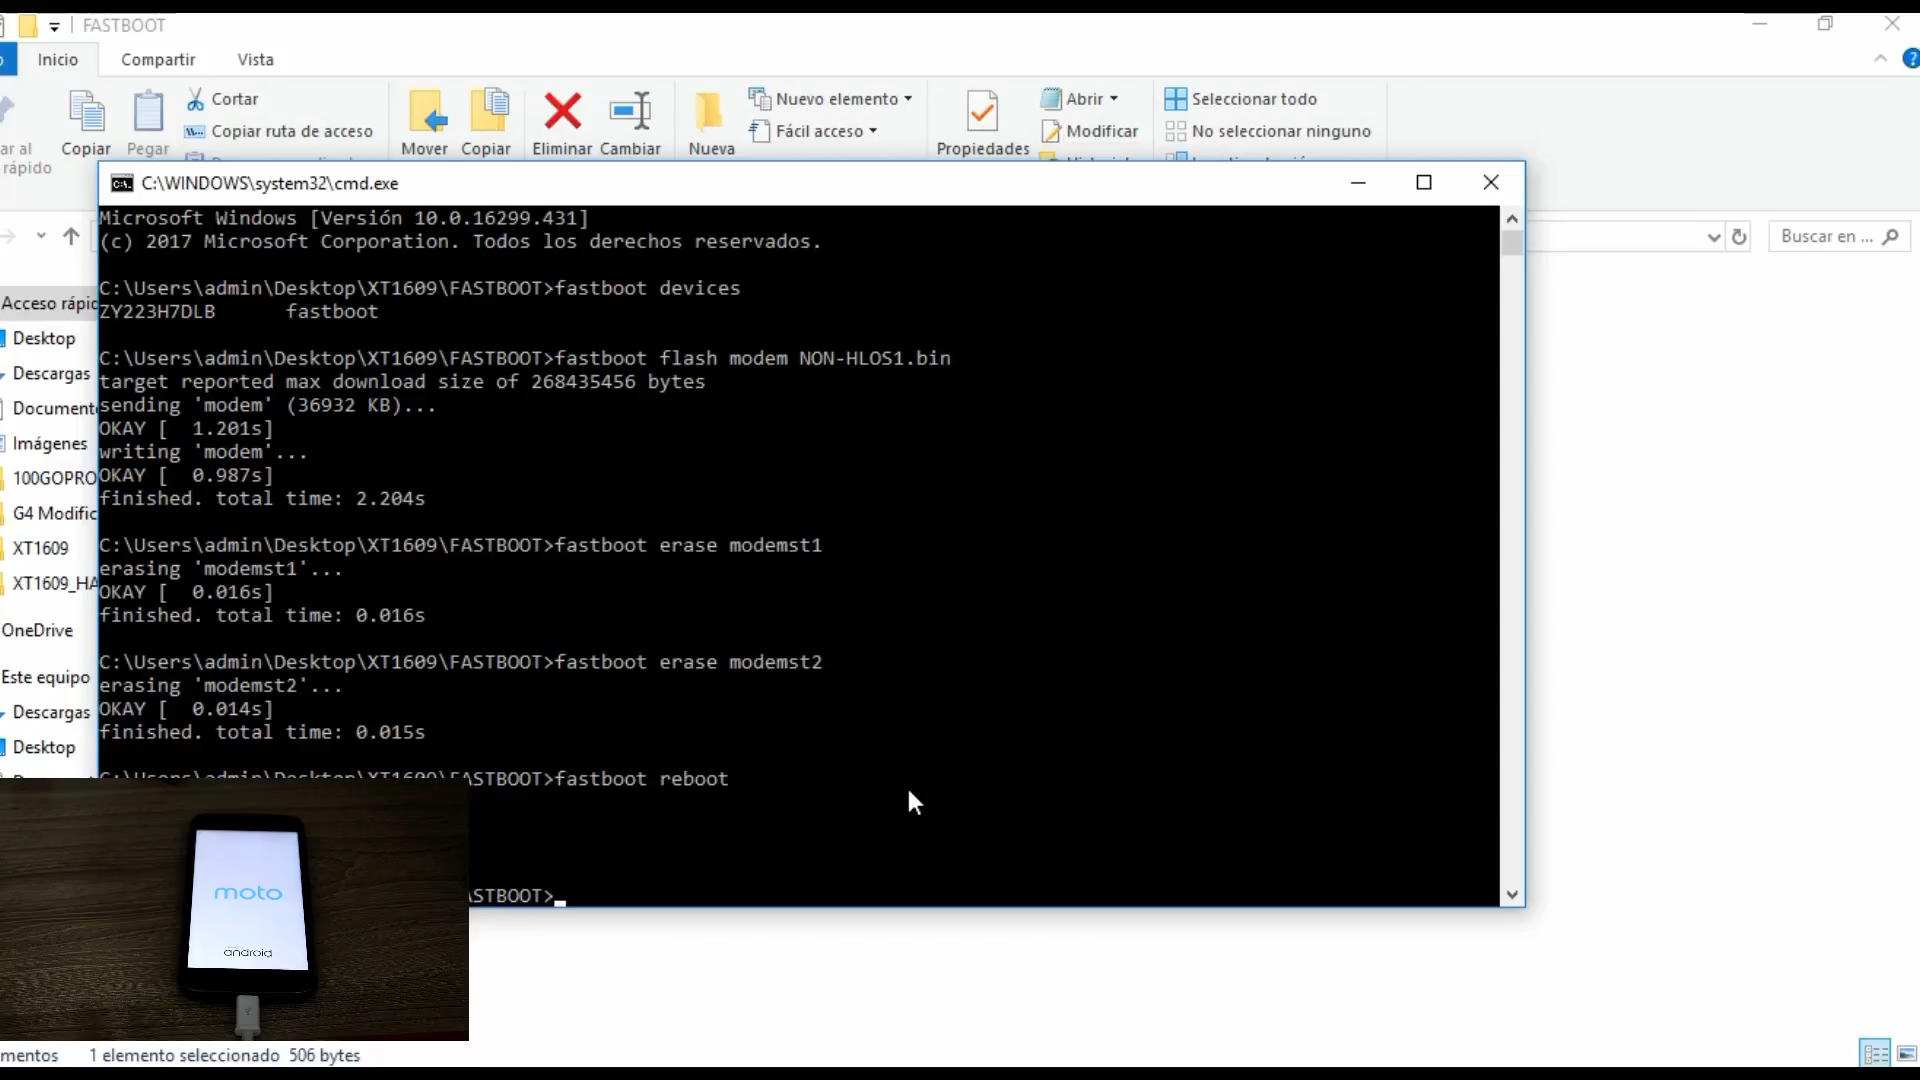 FASTBOOT
Inicio Compartir Vista
ar al
rápido
Copiar
Pegar
Cortar
Copiar ruta de acceso
Mover
Copiar
Eliminar
Cambiar
Nueva
Nuevo elemento
Fácil acceso
Propiedades
Abrir
Modificar
Seleccionar todo
No seleccionar ninguno
Buscar en ...
C:\WINDOWS\system32\cmd.exe
Microsoft Windows [Versión 10.0.16299.431]
(c) 2017 Microsoft Corporation. Todos los derechos reservados.
C:\Users\admin\Desktop\XT1609\FASTBOOT>fastboot devices
ZY223H7DLB fastboot
C:\Users\admin\Desktop\XT1609\FASTBOOT>fastboot flash modem NON-HLOS1.bin
target reported max download size of 268435456 bytes
sending 'modem' (36932 KB)...
OKAY [ 1.201s]
writing 'modem'...
OKAY [ 0.987s]
finished. total time: 2.204s
C:\Users\admin\Desktop\XT1609\FASTBOOT>fastboot erase modemst1
erasing 'modemst1'...
OKAY [ 0.016s]
finished. total time: 0.016s
C:\Users\admin\Desktop\XT1609\FASTBOOT>fastboot erase modemst2
erasing 'modemst2'...
OKAY [ 0.014s]
finished. total time: 0.015s
C:\Users\admin\Desktop\XT1609\FASTBOOT>fastboot reboot
ASTBOOT>
Acceso rápid
Desktop
Descargas
Document
Imágenes
100GOPRO
G4 Modific
XT1609
XT1609_HA
OneDrive
Este equipo
Descargas
Desktop
moto
android
mentos 1 elemento seleccionado 506 bytes